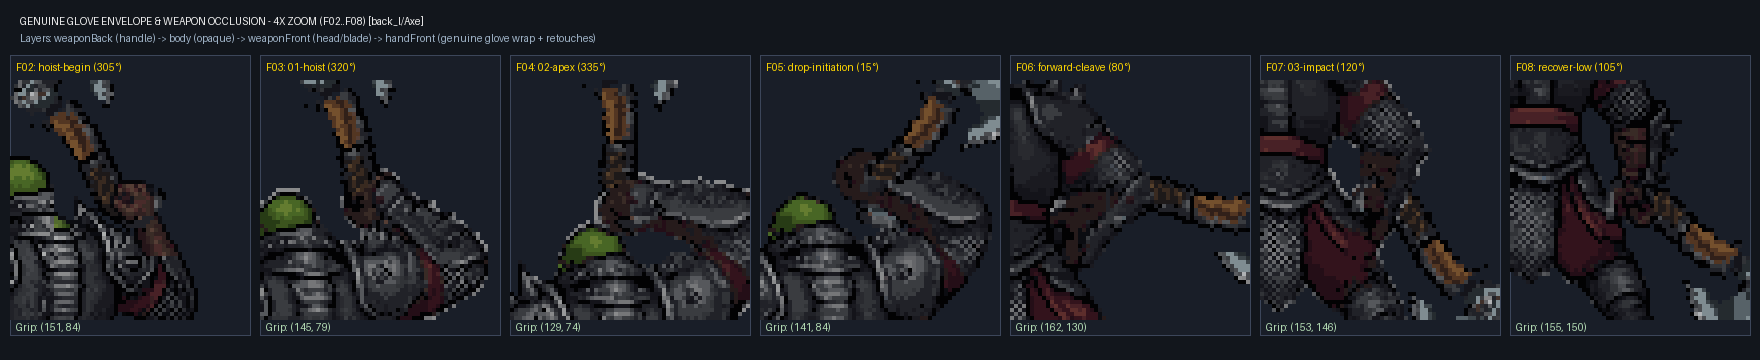 GENUINE GLOVE ENVELOPE & WEAPON OCCLUSION - 4X ZOOM (F02..F08) [back_l/Axe]
Layers: weaponBack (handle) -> body (opaque) -> weaponFront (head/blade) -> handFront (genuine glove wrap + retouches)
F02: hoist-begin (305°)
F03: 01-hoist (320°)
F04: 02-apex (335°)
F05: drop-initiation (15°)
F06: forward-cleave (80°)
F07: 03-impact (120°)
F08: recover-low (105°)
Grip: (151, 84)
Grip: (145, 79)
Grip: (129, 74)
Grip: (141, 84)
Grip: (162, 130)
Grip: (153, 146)
Grip: (155, 150)